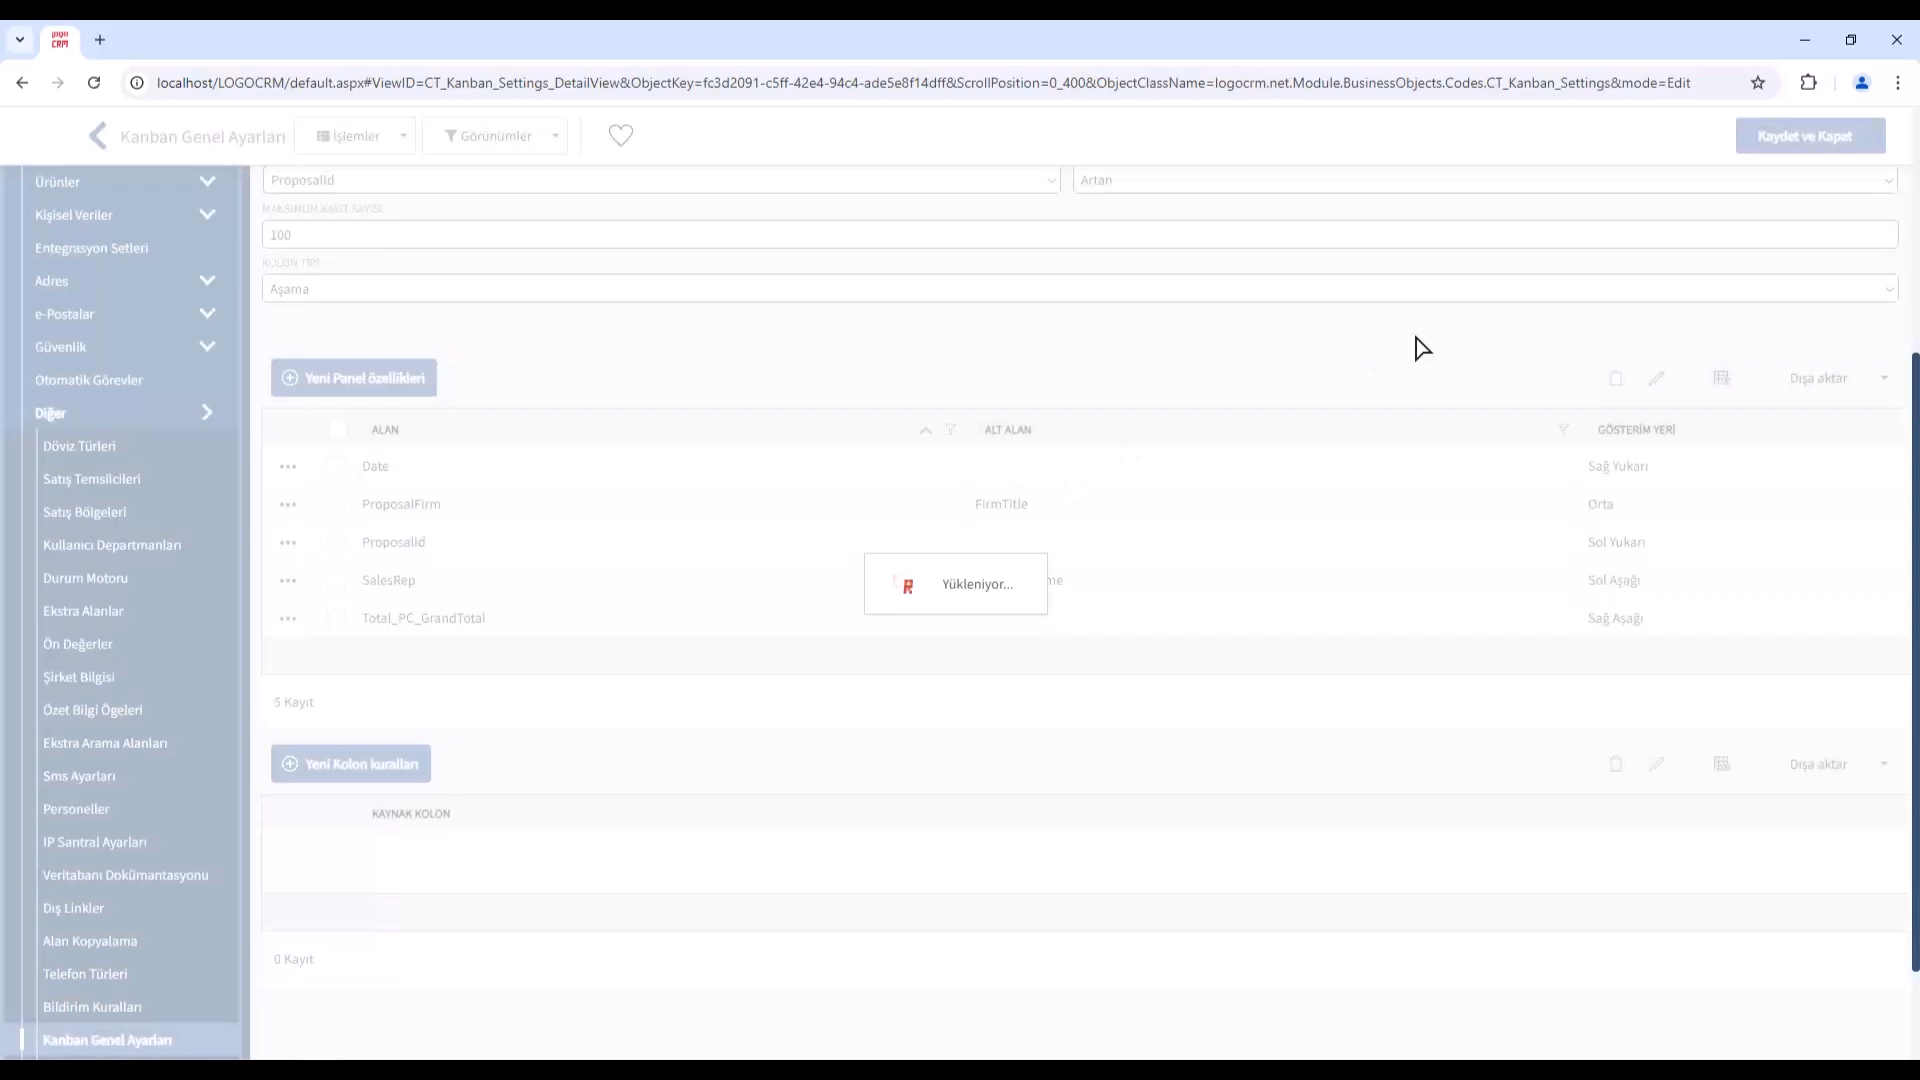 LOGO
CRM
localhost/LOGOCRM/default.aspx#ViewID=CT_Kanban_Settings_DetailView&ObjectKey=fc3d2091-c5ff-42e4-94c4-ade5e8f14dff&ScrollPosition=0_400&ObjectClassName=logocrm.net.Module.BusinessObjects.Codes.CT_Kanban_Settings&mode=Edit
Kanban Genel Ayarları
İşlemler
Görünümler
Kaydet ve Kapat
Ürünler
Kişisel Veriler
Entegrasyon Setleri
Adres
e-Postalar
Güvenlik
Otomatik Görevler
Diğer
Döviz Türleri
Satış Temsilcileri
Satış Bölgeleri
Kullanıcı Departmanları
Durum Motoru
Ekstra Alanlar
Ön Değerler
Şirket Bilgisi
Özet Bilgi Ögeleri
Ekstra Arama Alanları
Sms Ayarları
Personeller
IP Santral Ayarları
Veritabanı Dokümantasyonu
Dış Linkler
Alan Kopyalama
Telefon Türleri
Bildirim Kuralları
Kanban Genel Ayarları
ProposalId
Artan
MAKSIMUM KAYIT SAYISI
100
KOLON TİPİ
Aşama
Yeni Panel özellikleri
Dışa aktar
ALAN
ALT ALAN
GÖSTERİM YERİ
Date
Sağ Yukarı
ProposalFirm
FirmTitle
Orta
ProposalId
Sol Yukarı
SalesRep
me
Sol Aşağı
Total_PC_GrandTotal
Sağ Aşağı
R
Yükleniyor...
5 Kayıt
Yeni Kolon kuralları
Dışa aktar
KAYNAK KOLON
0 Kayıt